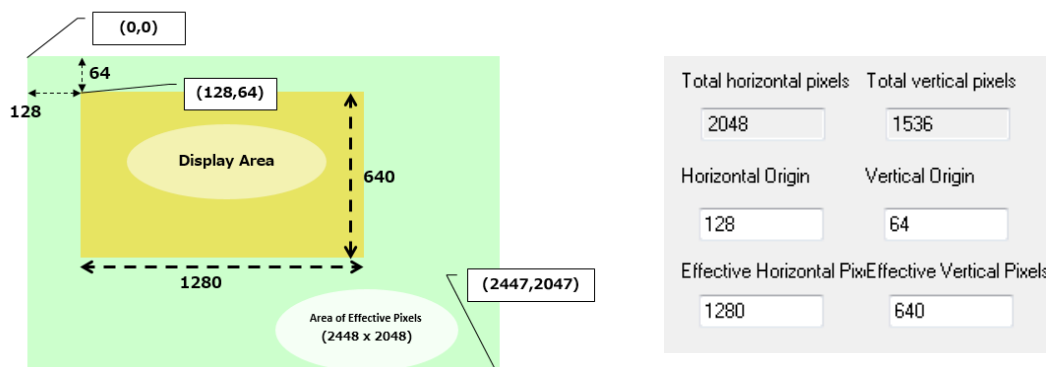 (0,0)
64
128
(128,64)
Display Area
640
1280
(2447,2047)
Area of Effective Pixels
(2448 x 2048)
Total horizontal pixels Total vertical pixels
2048 1536
Horizontal Origin Vertical Origin
128 64
Effective Horizontal Pix Effective Vertical Pixels
1280 640